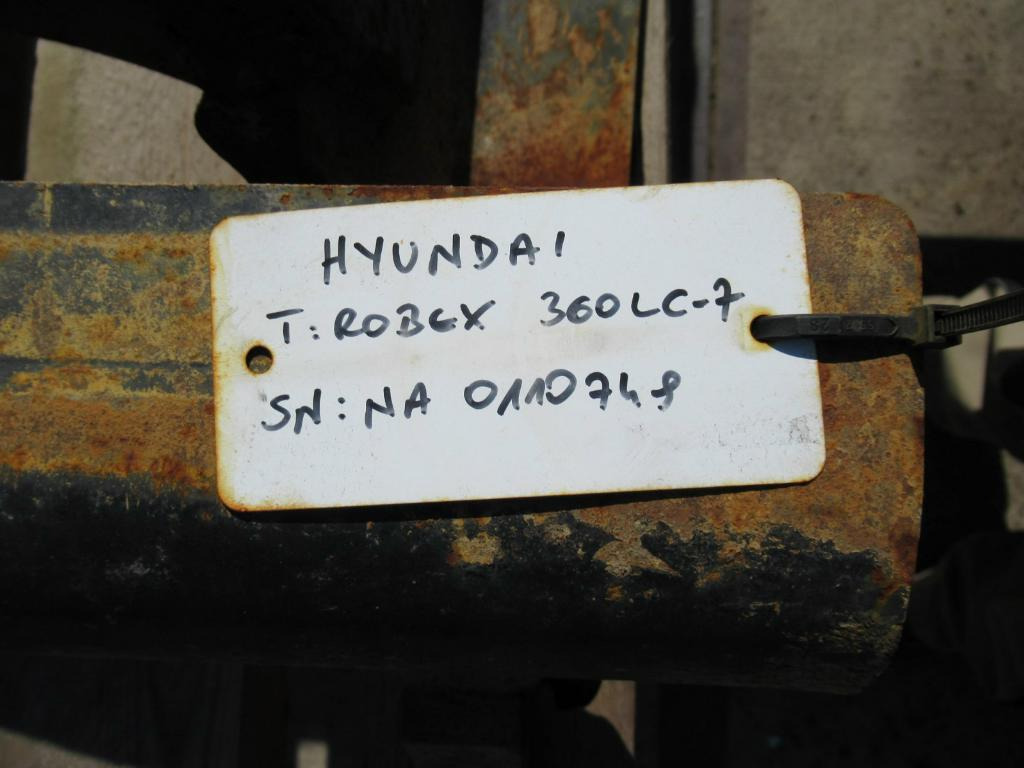 HYUNDAI
T: ROBEX 360LC-7
SN: NA 0110749